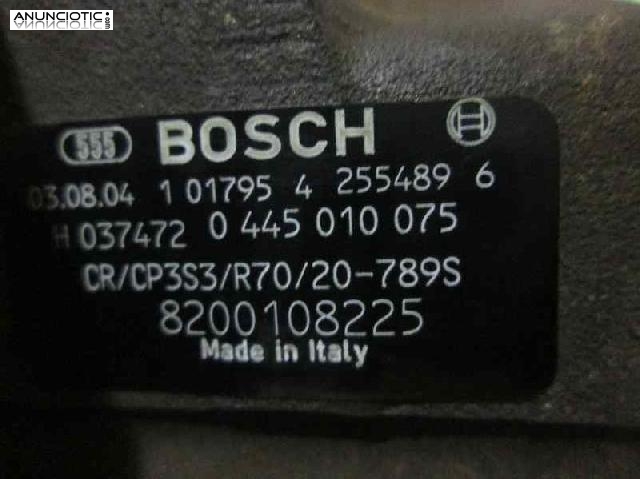 ANUNCIOTIC.com
555 BOSCH
03.08.04 1 01795 4 255489 6
H 037472 0 445 010 075
CR/CP3S3/R70/20-789S
8200108225
Made in Italy